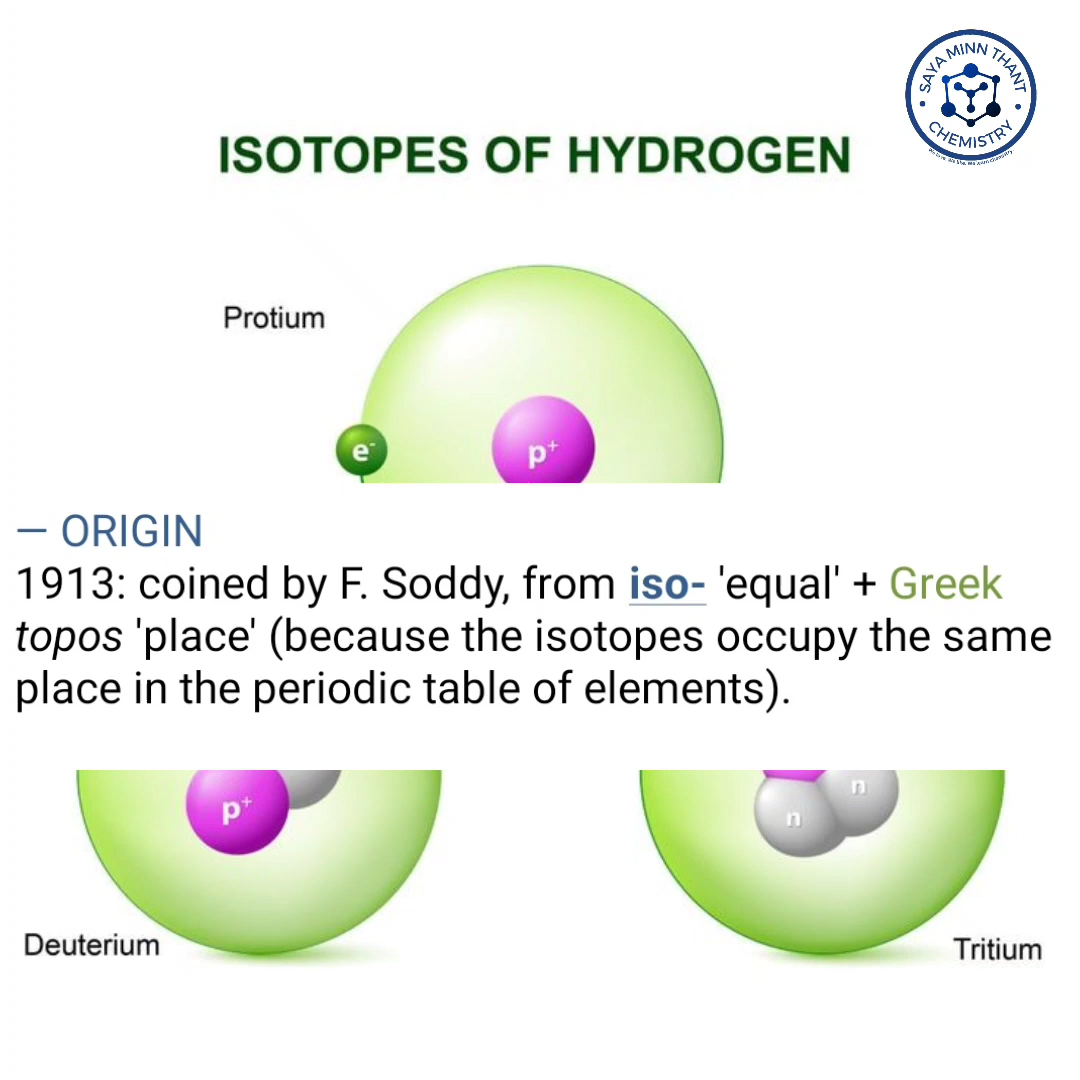 SAYA MINN THANT
CHEMISTRY
ISOTOPES OF HYDROGEN
Protium
e⁻
p⁺
— ORIGIN
1913: coined by F. Soddy, from iso- 'equal' + Greek
topos 'place' (because the isotopes occupy the same
place in the periodic table of elements).
p⁺
n
n
Deuterium
Tritium